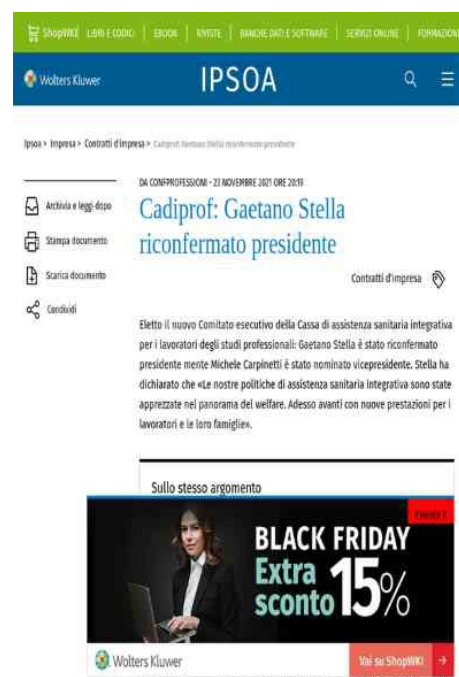 ShopWKI LIBRI E CODICI EBOOK RIVISTE BANCHE DATI E SOFTWARE SERVIZI ONLINE FORMAZIONE
Wolters Kluwer IPSOA
Ipsoa > Impresa > Contratti d'impresa > Cadiprof: Gaetano Stella riconfermato presidente
DA CONFPROFESSIONI - 23 NOVEMBRE 2021 ORE 20:19
Cadiprof: Gaetano Stella
riconfermato presidente
Archivia e leggi dopo
Stampa documento
Scarica documento
Condividi
Contratti d'impresa
Eletto il nuovo Comitato esecutivo della Cassa di assistenza sanitaria integrativa
per i lavoratori degli studi professionali: Gaetano Stella è stato riconfermato
presidente mente Michele Carpinetti è stato nominato vicepresidente. Stella ha
dichiarato che «Le nostre politiche di assistenza sanitaria integrativa sono state
apprezzate nel panorama del welfare. Adesso avanti con nuove prestazioni per i
lavoratori e le loro famiglie».
Sullo stesso argomento
BLACK FRIDAY
Extra
sconto 15%
Wolters Kluwer
Vai su ShopWKI